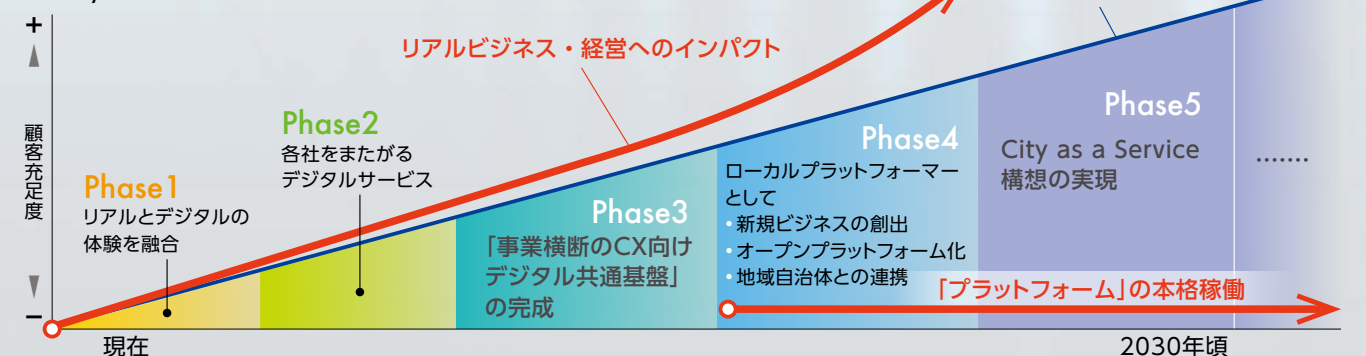 +
リアルビジネス・経営へのインパクト
顧客充足度
−
Phase1
リアルとデジタルの
体験を融合
Phase2
各社をまたがる
デジタルサービス
Phase3
「事業横断のCX向け
デジタル共通基盤」
の完成
Phase4
ローカルプラットフォーマー
として
・新規ビジネスの創出
・オープンプラットフォーム化
・地域自治体との連携
Phase5
City as a Service
構想の実現
.......
「プラットフォーム」の本格稼働
現在
2030年頃